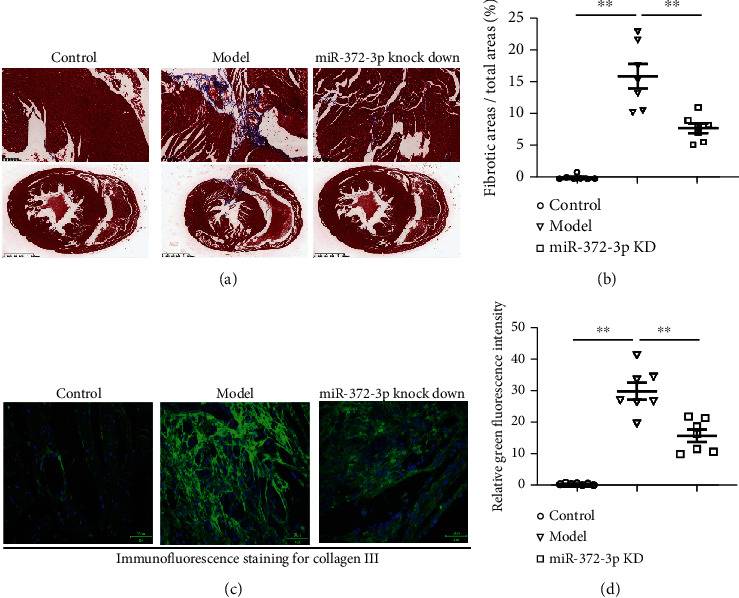 Control Model miR-372-3p knock down
(a)
Fibrotic areas / total areas (%)
25
20
15
10
5
0
** **
Control
Model
miR-372-3p KD
(b)
Control Model miR-372-3p knock down
Immunofluorescence staining for collagen III
(c)
Relative green fluorescence intensity
50
40
30
20
10
0
** **
Control
Model
miR-372-3p KD
(d)